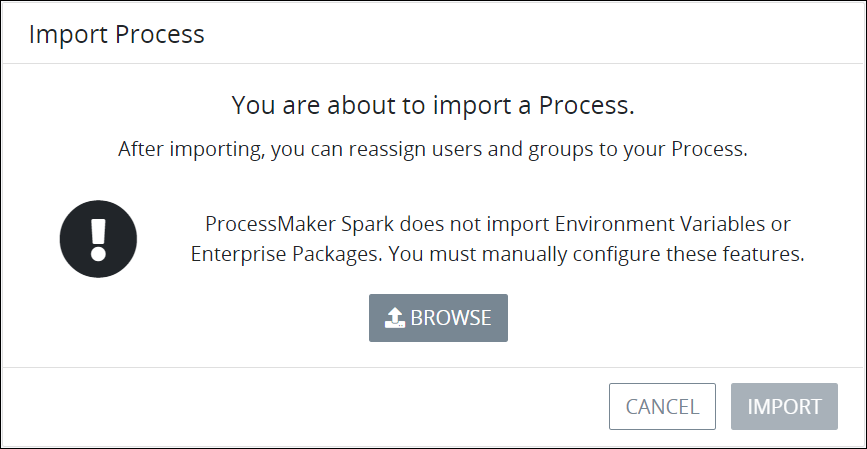 Import Process
You are about to import a Process.
After importing, you can reassign users and groups to your Process.
ProcessMaker Spark does not import Environment Variables or
Enterprise Packages. You must manually configure these features.
BROWSE
CANCEL
IMPORT